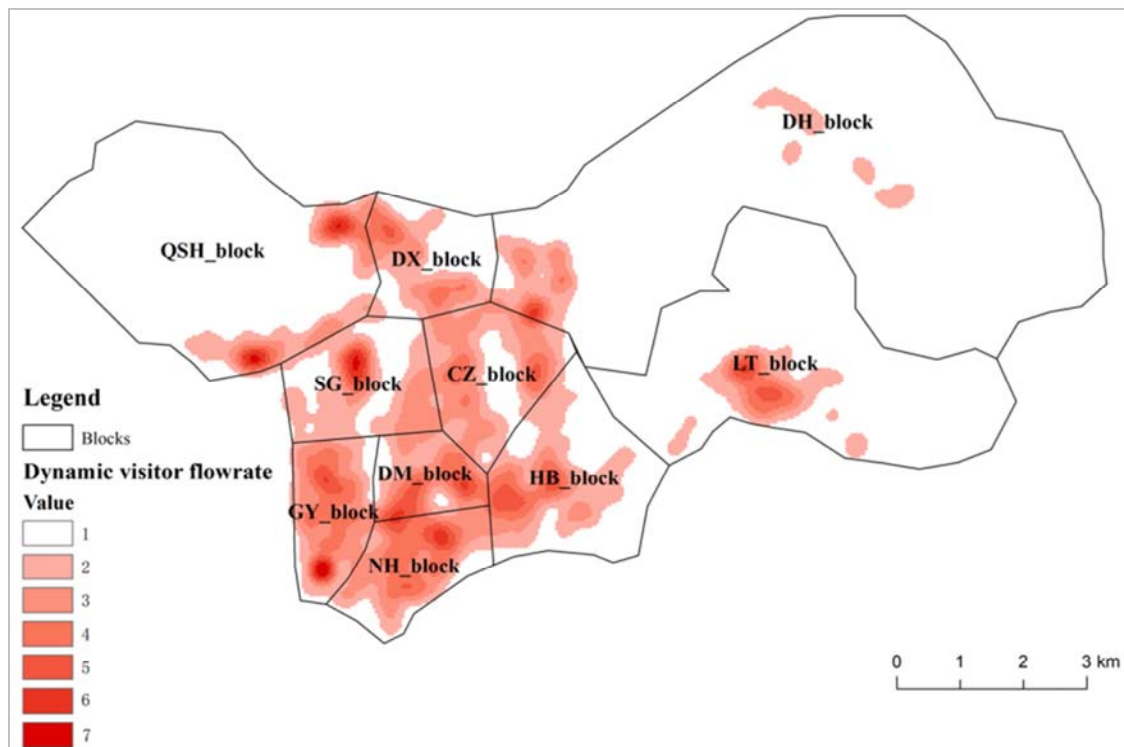 DH_block
QSH_block
DX_block
LT_block
SG_block
CZ_block
DM_block
HB_block
GY_block
NH_block
Legend
Blocks
Dynamic visitor flowrate
Value
1
2
3
4
5
6
7
0 1 2 3 km